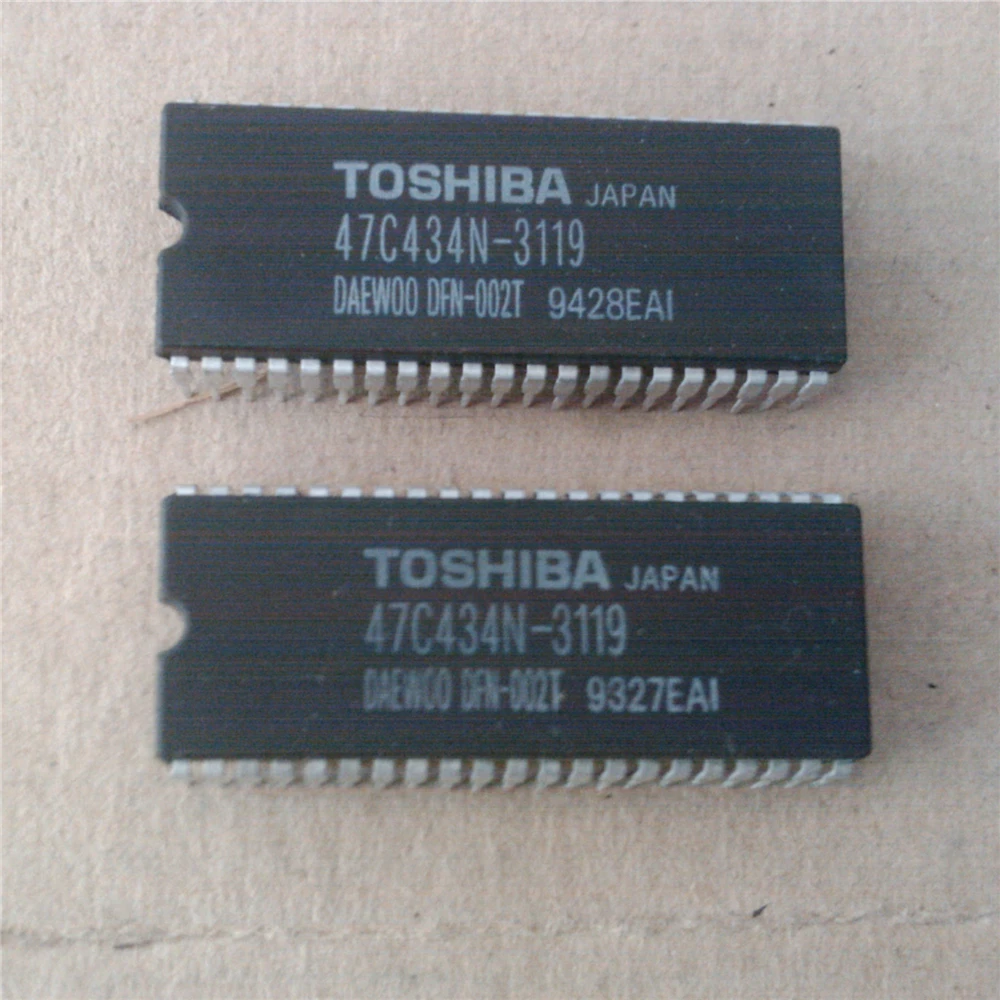 TOSHIBA JAPAN
47C434N-3119
DAEWOO DFN-002T 9428EAI
TOSHIBA JAPAN
47C434N-3119
DAEWOO DFN-002T 9327EAI